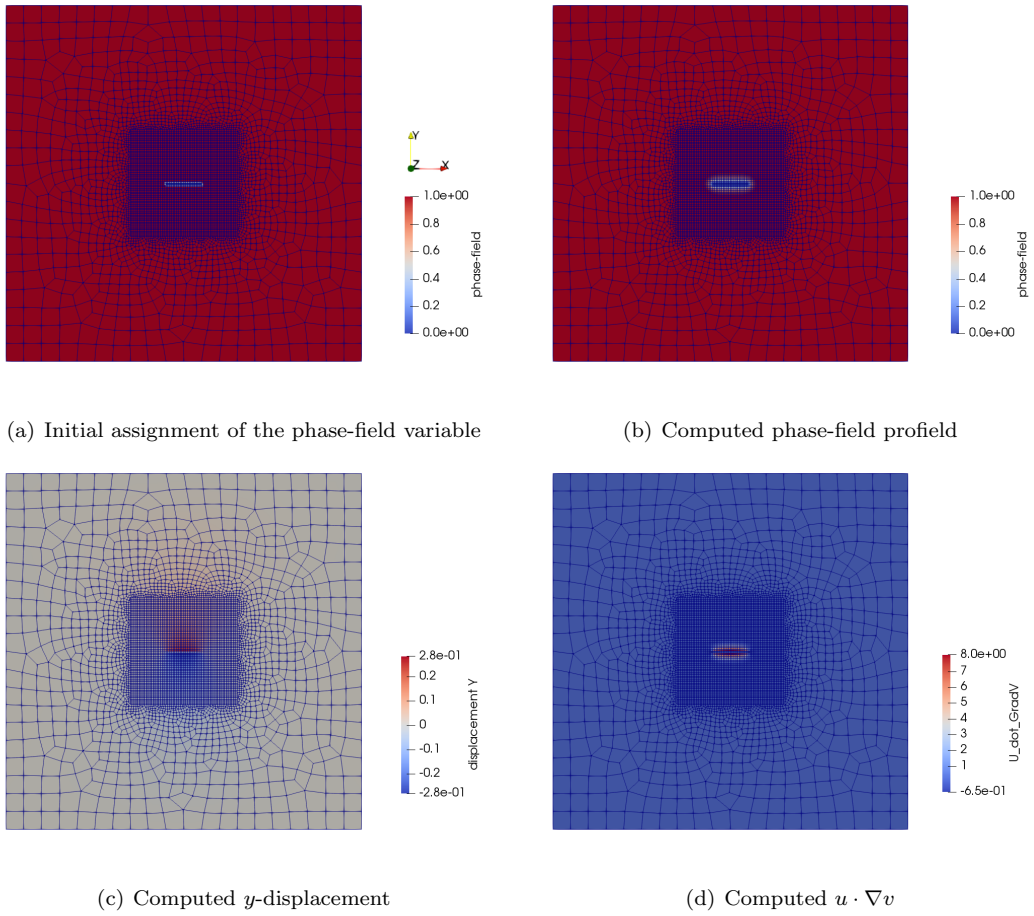 Y
Z X
1.0e+00
0.8
0.6
0.4
0.2
0.0e+00
phase-field
1.0e+00
0.8
0.6
0.4
0.2
0.0e+00
phase-field
(a) Initial assignment of the phase-field variable
(b) Computed phase-field profield
2.8e-01
0.2
0.1
0
-0.1
-0.2
-2.8e-01
displacement Y
8.0e+00
7
6
5
4
3
2
1
-6.5e-01
U_dot_GradV
(c) Computed y-displacement
(d) Computed u · ∇v